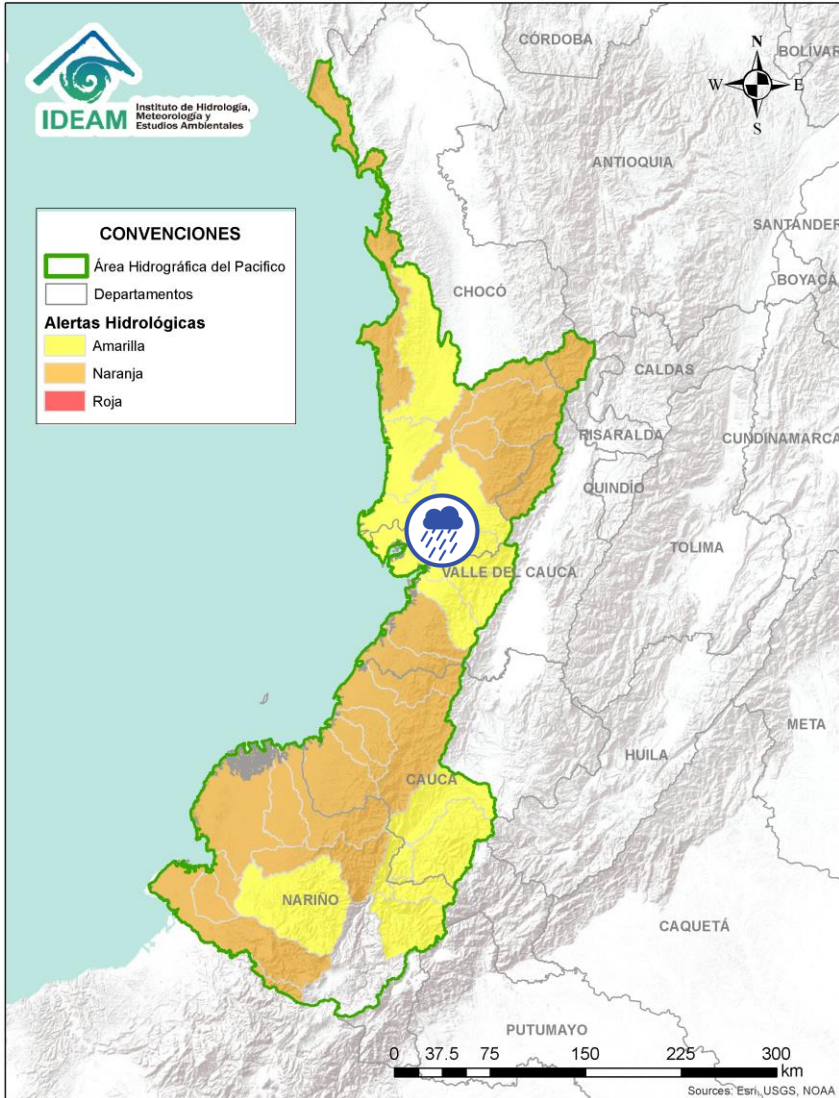 IDEAM
Instituto de Hidrología,
Meteorología y
Estudios Ambientales
CÓRDOBA
BOLÍVAR
N
W
E
S
ANTIOQUIA
SANTANDER
BOYACÁ
CONVENCIONES
Área Hidrográfica del Pacifico
Departamentos
Alertas Hidrológicas
Amarilla
Naranja
Roja
CHOCÓ
CALDAS
RISARALDA
CUNDINAMARCA
QUINDÍO
TOLIMA
VALLE DEL CAUCA
META
HUILA
CAUCA
NARIÑO
CAQUETÁ
PUTUMAYO
0 37.5 75 150 225 300
km
Sources: Esri, USGS, NOAA